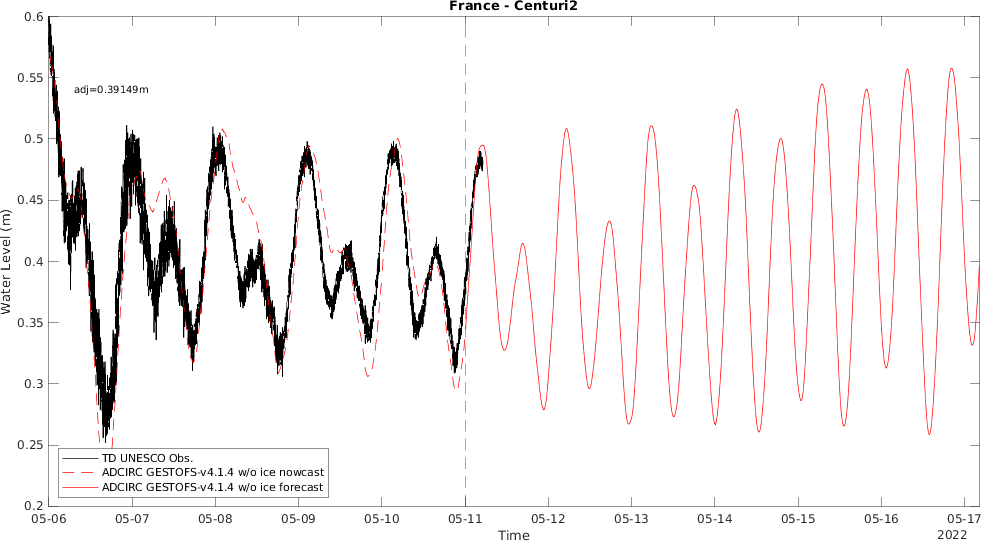 France - Centuri2
0.6
0.55
0.5
0.45
0.4
0.35
0.3
0.25
0.2
Water Level (m)
adj=0.39149m
TD UNESCO Obs.
ADCIRC GESTOFS-v4.1.4 w/o ice nowcast
ADCIRC GESTOFS-v4.1.4 w/o ice forecast
05-06 05-07 05-08 05-09 05-10 05-11 05-12 05-13 05-14 05-15 05-16 05-17
Time
2022